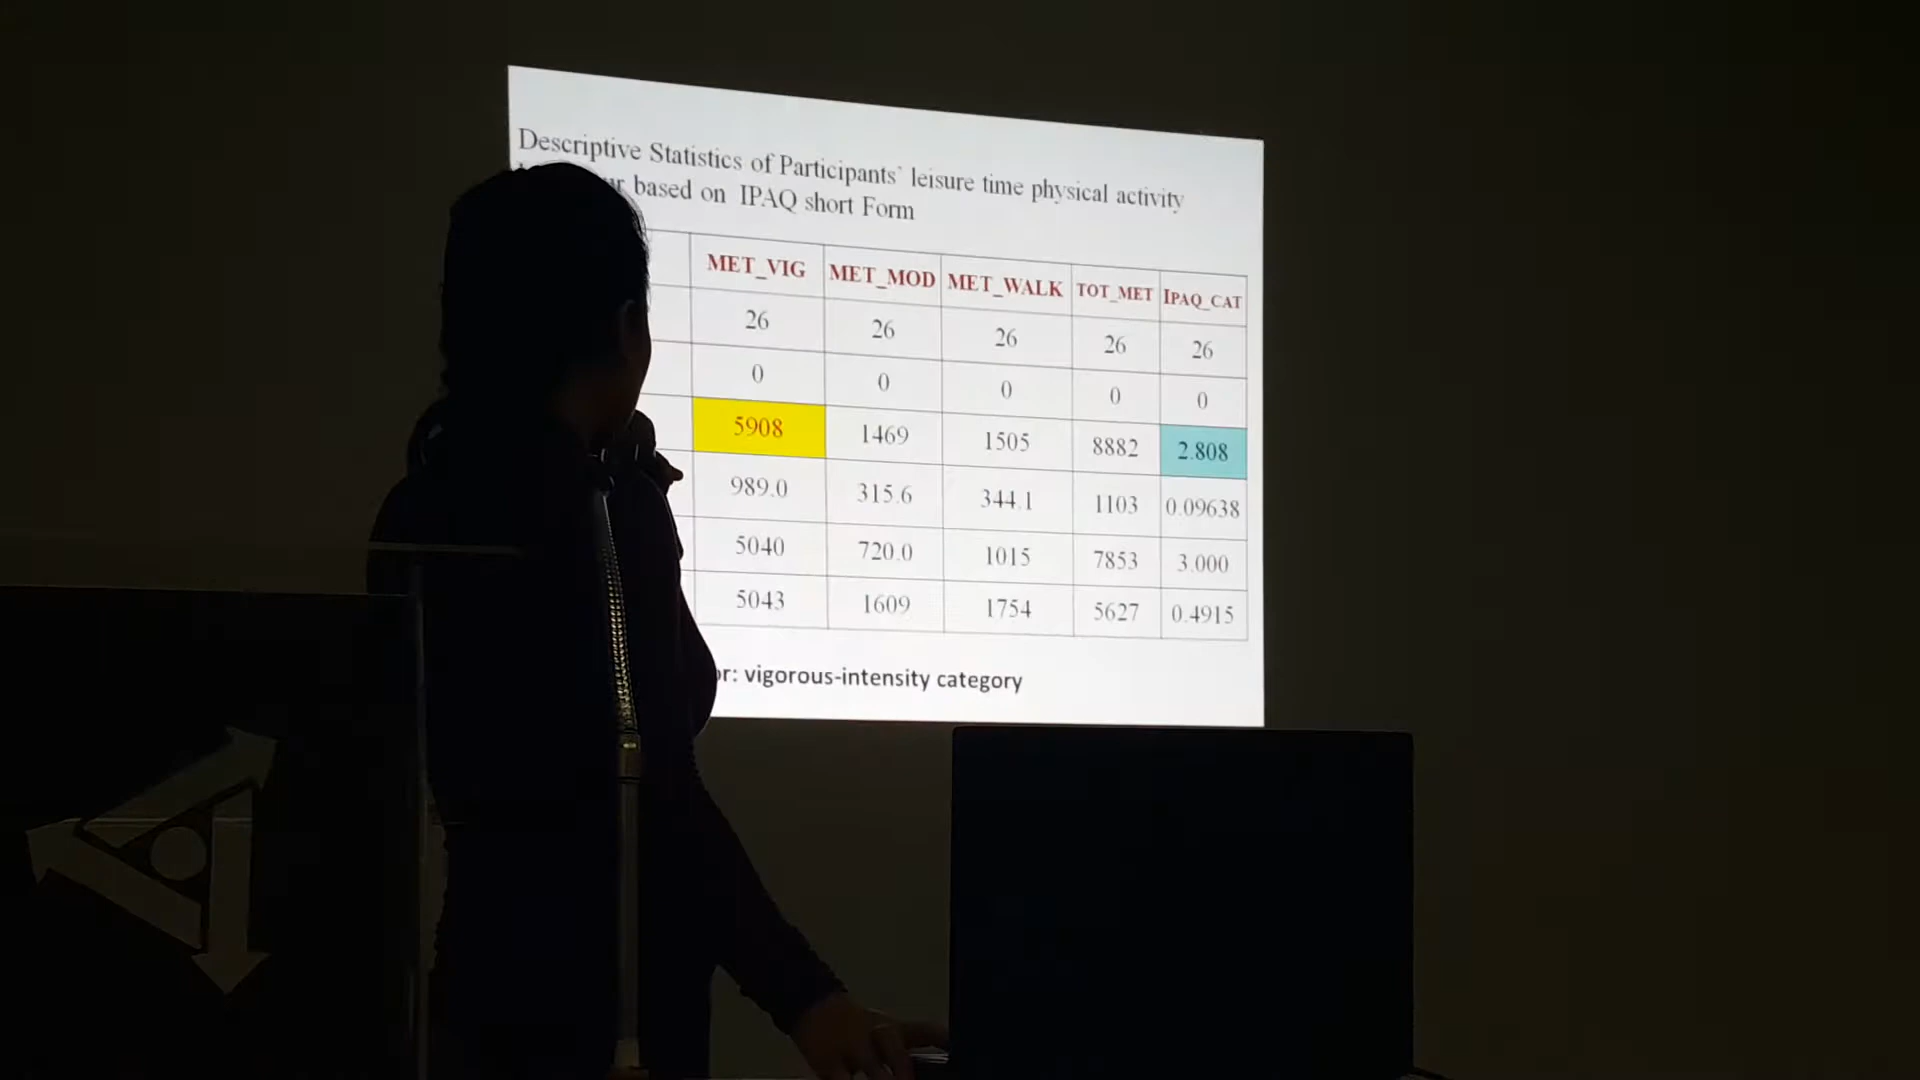 Descriptive Statistics of Participants` leisure time physical activity
based on IPAQ short Form
MET_VIG MET_MOD MET_WALK TOT_MET IPAQ_CAT
26 26 26 26 26
0 0 0 0 0
5908 1469 1505 8882 2.808
989.0 315.6 344.1 1103 0.09638
5040 720.0 1015 7853 3.000
5043 1609 1754 5627 0.4915
vigorous-intensity category